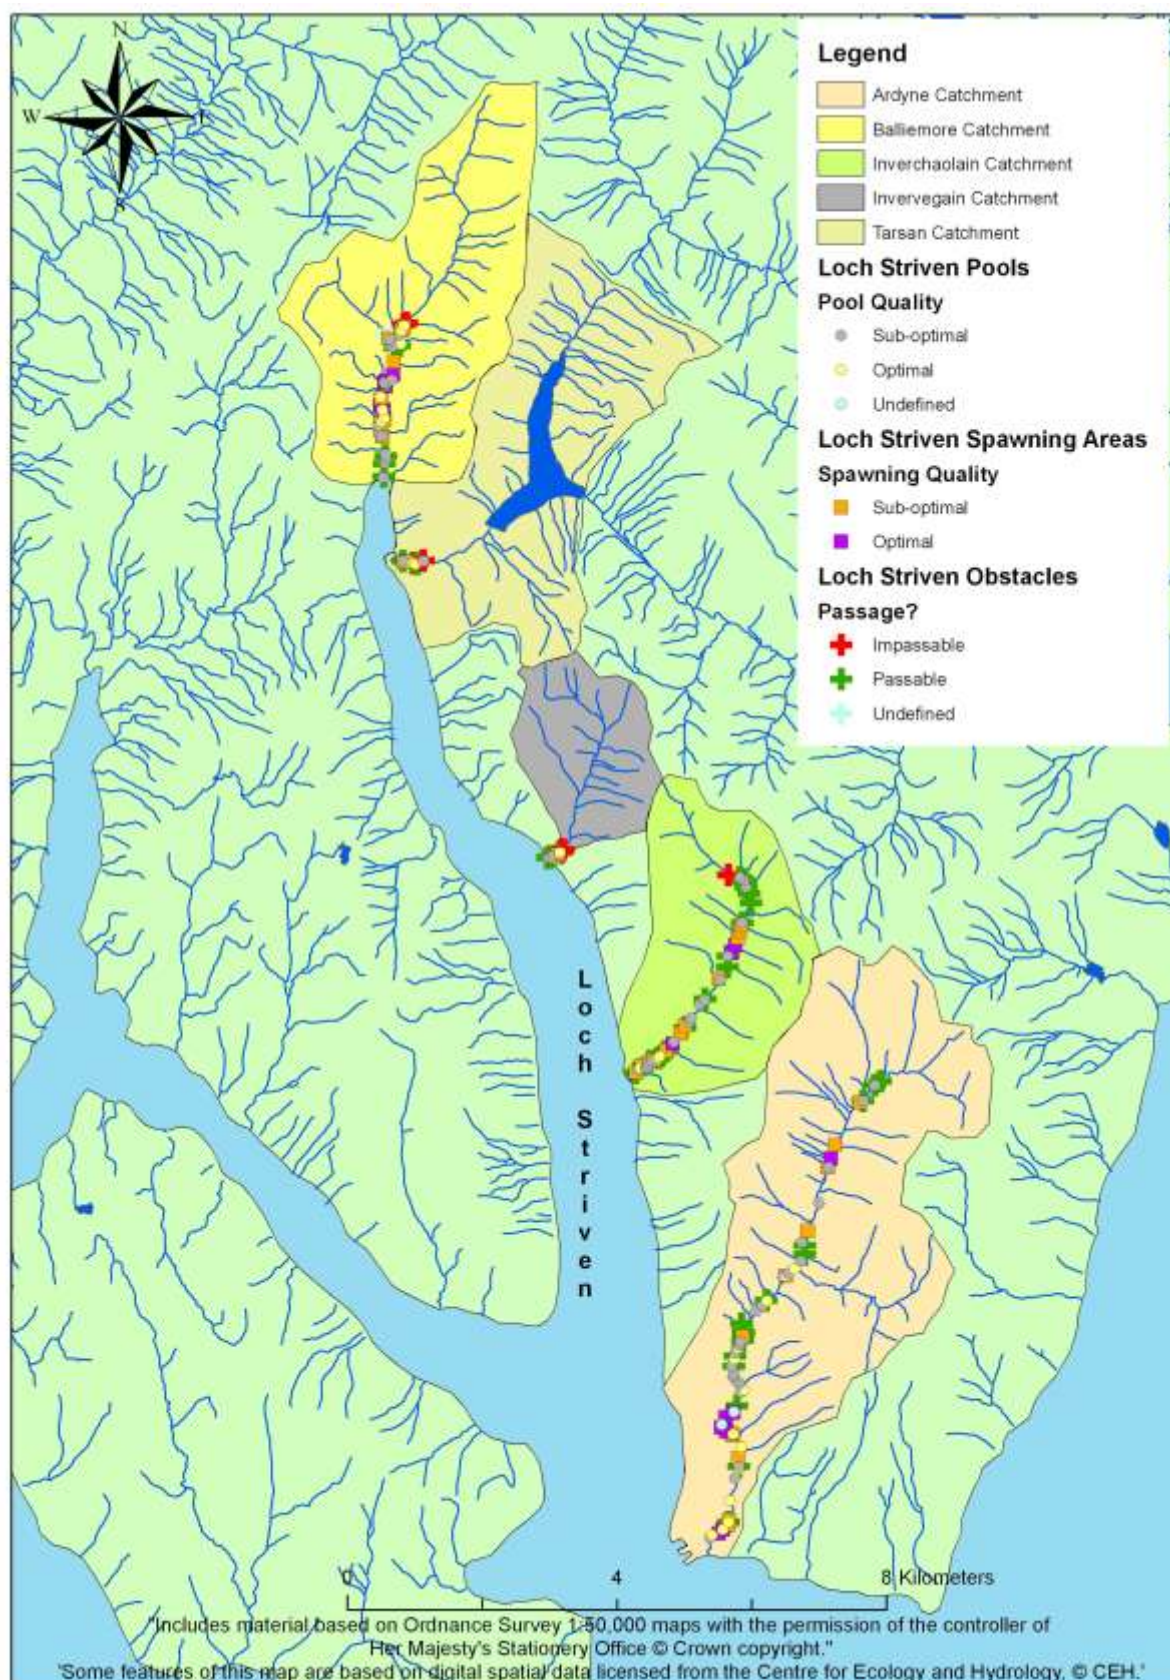 N
W
S
Legend
Ardyne Catchment
Balliemore Catchment
Inverchaolain Catchment
Invervegain Catchment
Tarsan Catchment
Loch Striven Pools
Pool Quality
Sub-optimal
Optimal
Undefined
Loch Striven Spawning Areas
Spawning Quality
Sub-optimal
Optimal
Loch Striven Obstacles
Passage?
Impassable
Passable
Undefined
Loch Striven
0 4 8 Kilometers
"Includes material based on Ordnance Survey 1:50,000 maps with the permission of the controller of
Her Majesty's Stationery Office © Crown copyright."
'Some features of this map are based on digital spatial data licensed from the Centre for Ecology and Hydrology, © CEH.'